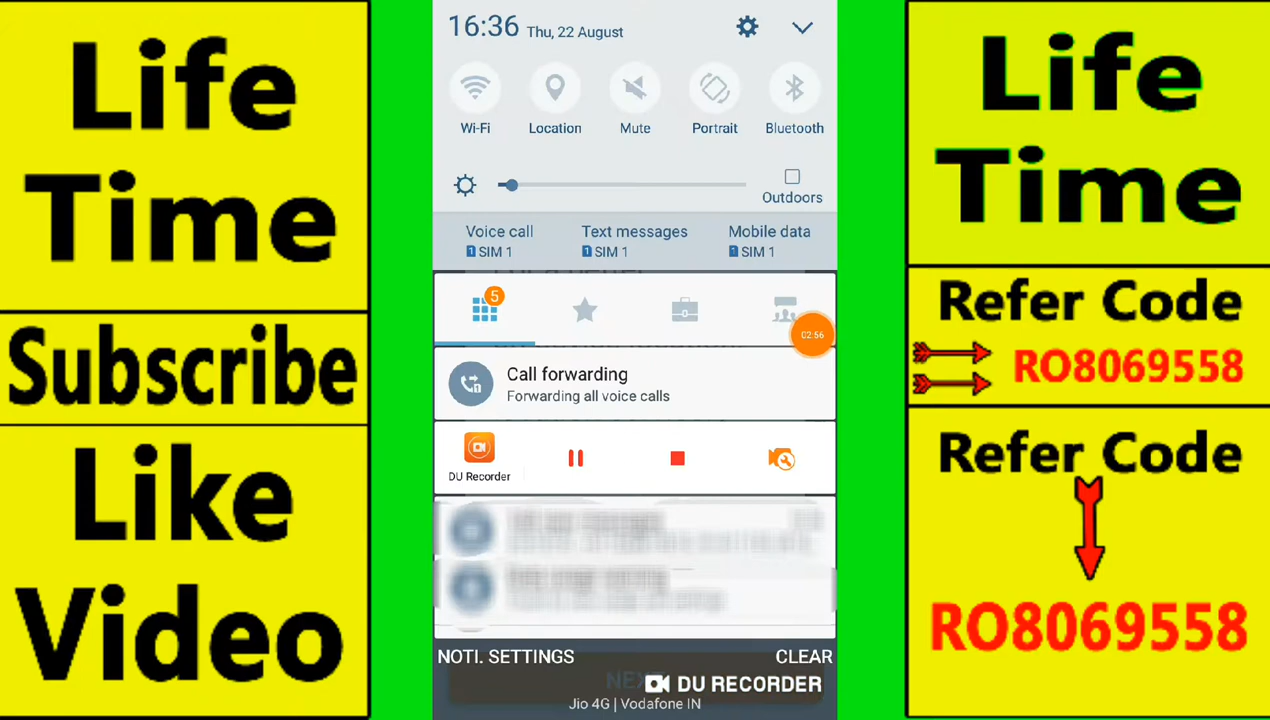 Life
Time
Subscribe
Like
Video
16:36 Thu, 22 August
Wi-Fi
Location
Mute
Portrait
Bluetooth
Outdoors
Voice call
1 SIM 1
Text messages
1 SIM 1
Mobile data
1 SIM 1
5
02:56
Call forwarding
Forwarding all voice calls
DU Recorder
NOTI. SETTINGS
CLEAR
DU RECORDER
Jio 4G | Vodafone IN
Life
Time
Refer Code
RO8069558
Refer Code
RO8069558